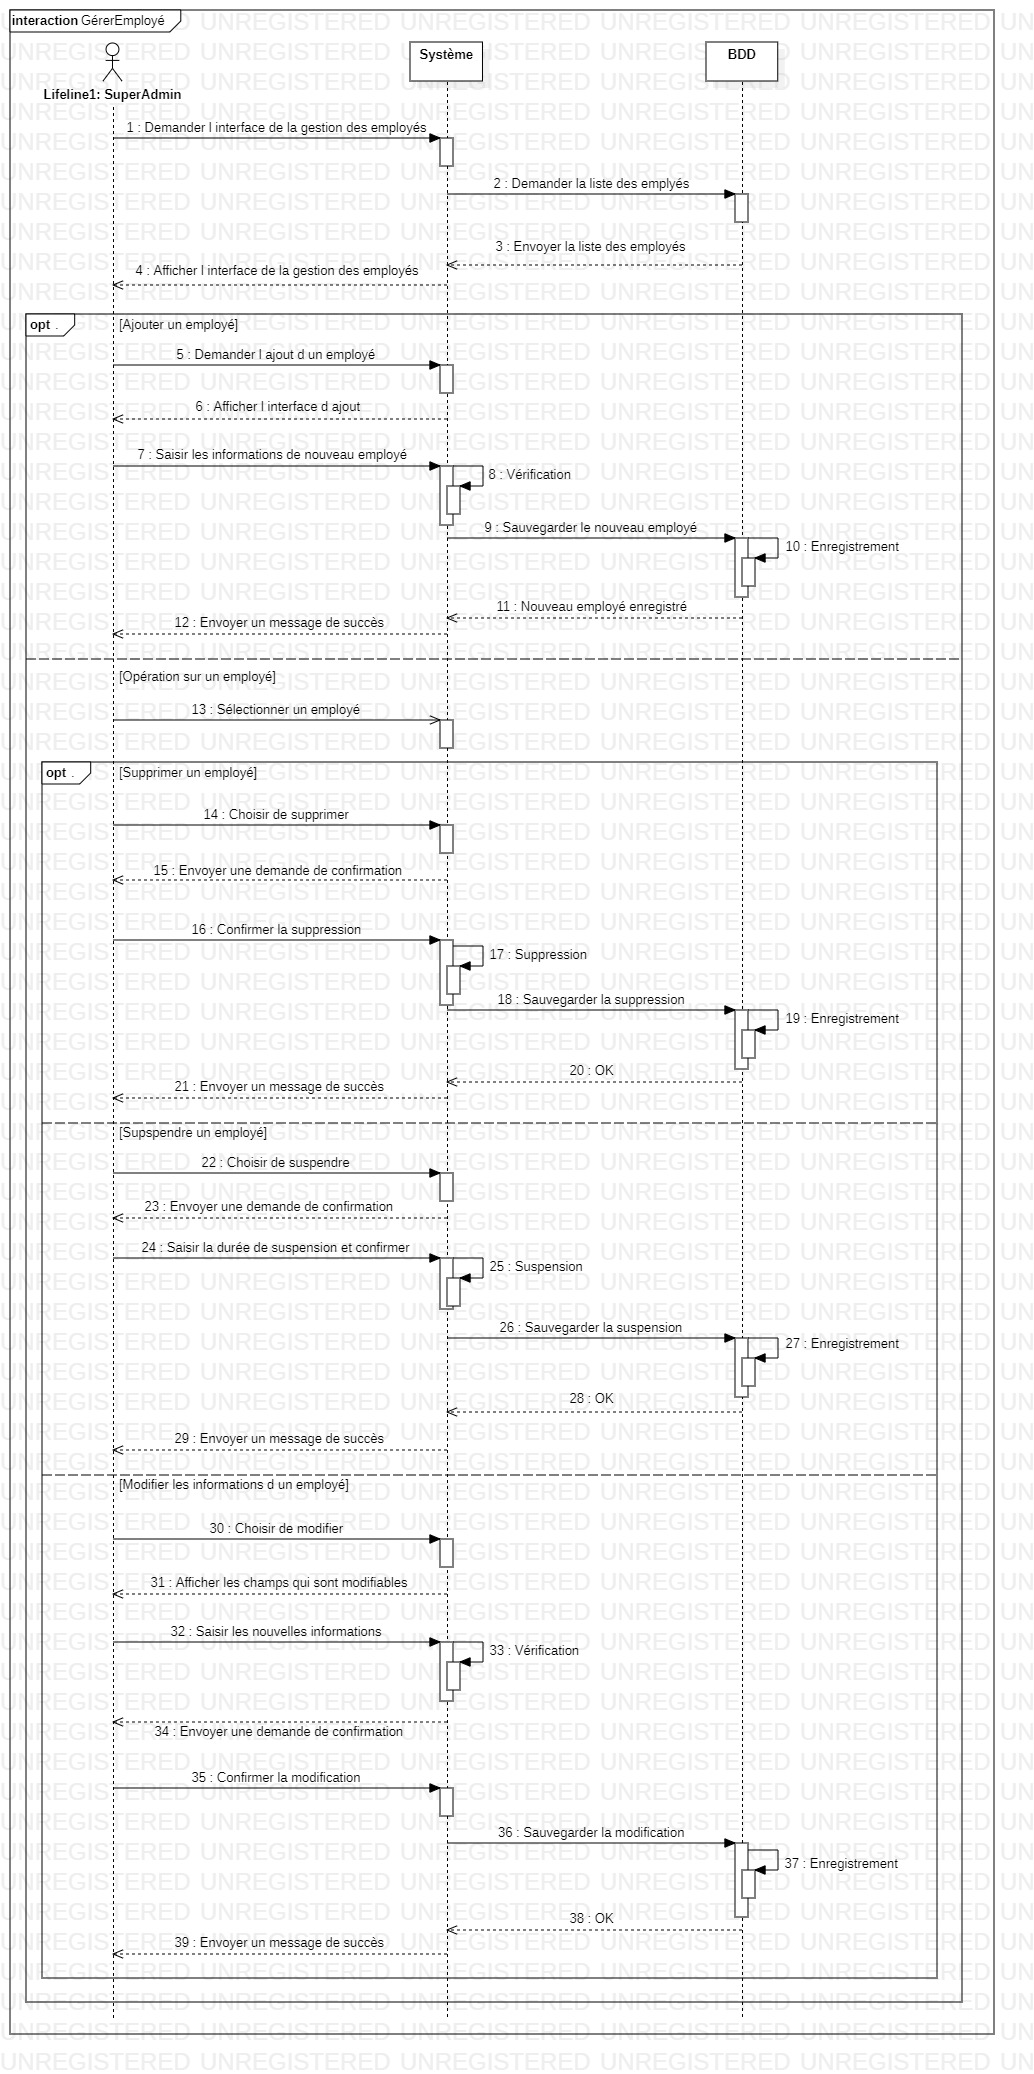 interaction GérerEmployé
Système
BDD
Lifeline1: SuperAdmin
1 : Demander l interface de la gestion des employés
2 : Demander la liste des emplyés
3 : Envoyer la liste des employés
4 : Afficher l interface de la gestion des employés
opt .
[Ajouter un employé]
5 : Demander l ajout d un employé
6 : Afficher l interface d ajout
7 : Saisir les informations de nouveau employé
8 : Vérification
9 : Sauvegarder le nouveau employé
10 : Enregistrement
11 : Nouveau employé enregistré
12 : Envoyer un message de succès
[Opération sur un employé]
13 : Sélectionner un employé
opt .
[Supprimer un employé]
14 : Choisir de supprimer
15 : Envoyer une demande de confirmation
16 : Confirmer la suppression
17 : Suppression
18 : Sauvegarder la suppression
19 : Enregistrement
20 : OK
21 : Envoyer un message de succès
[Supspendre un employé]
22 : Choisir de suspendre
23 : Envoyer une demande de confirmation
24 : Saisir la durée de suspension et confirmer
25 : Suspension
26 : Sauvegarder la suspension
27 : Enregistrement
28 : OK
29 : Envoyer un message de succès
[Modifier les informations d un employé]
30 : Choisir de modifier
31 : Afficher les champs qui sont modifiables
32 : Saisir les nouvelles informations
33 : Vérification
34 : Envoyer une demande de confirmation
35 : Confirmer la modification
36 : Sauvegarder la modification
37 : Enregistrement
38 : OK
39 : Envoyer un message de succès
UNREGISTERED UNREGISTERED UNREGISTERED UNREGISTERED UNREGISTERED UN